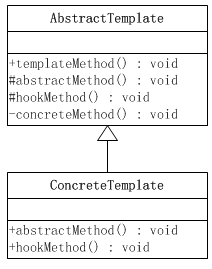 AbstractTemplate
+templateMethod() : void
#abstractMethod() : void
#hookMethod() : void
-concreteMethod() : void
ConcreteTemplate
+abstractMethod() : void
+hookMethod() : void